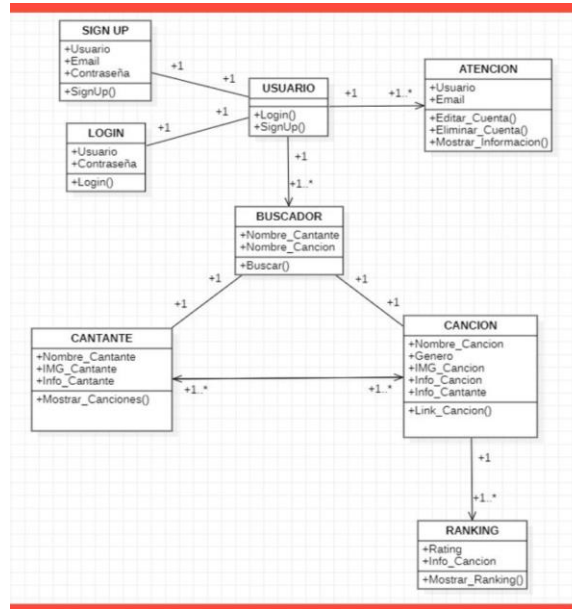 SIGN UP
+Usuario
+Email
+Contraseña
+SignUp()
+1
+1
LOGIN
+Usuario
+Contraseña
+Login()
+1
+1
USUARIO
+Login()
+SignUp()
+1
+1..*
ATENCION
+Usuario
+Email
+Editar_Cuenta()
+Eliminar_Cuenta()
+Mostrar_Informacion()
+1
+1..*
BUSCADOR
+Nombre_Cantante
+Nombre_Cancion
+Buscar()
+1
+1
+1
+1
CANTANTE
+Nombre_Cantante
+IMG_Cantante
+Info_Cantante
+Mostrar_Canciones()
+1..*
+1..*
CANCION
+Nombre_Cancion
+Genero
+IMG_Cancion
+Info_Cancion
+Info_Cantante
+Link_Cancion()
+1
+1..*
RANKING
+Rating
+Info_Cancion
+Mostrar_Ranking()